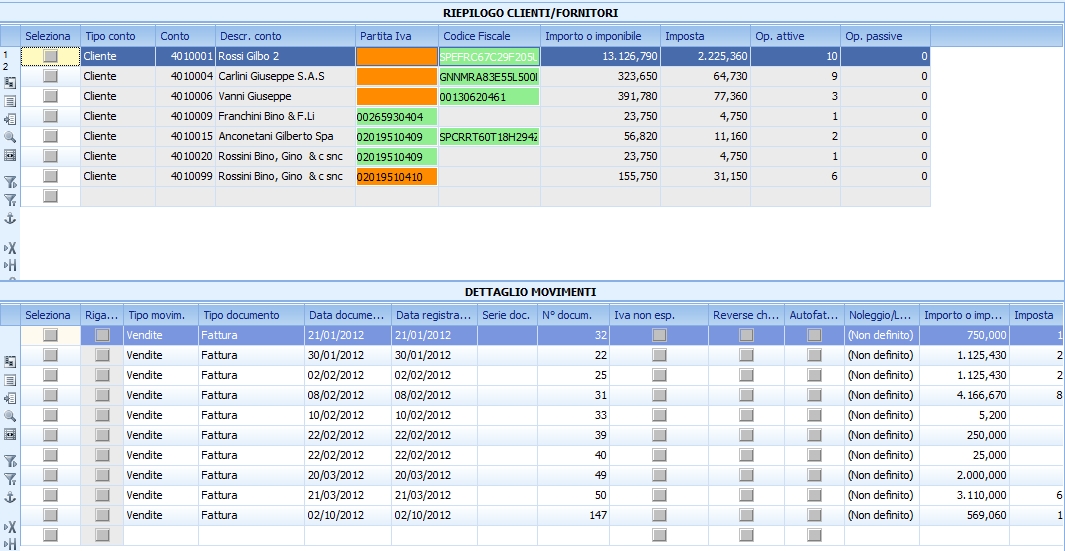 RIEPILOGO CLIENTI/FORNITORI
Seleziona Tipo conto Conto Descr. conto Partita Iva Codice Fiscale Importo o imponibile Imposta Op. attive Op. passive
1 Cliente 4010001 Rossi Gilbo 2 SPEFRC67C29F205L 13.126,790 2.225,360 10 0
2
Cliente 4010004 Carlini Giuseppe S.A.S GNNMRA83E55L500I 323,650 64,730 9 0
Cliente 4010006 Vanni Giuseppe 00130620461 391,780 77,360 3 0
Cliente 4010009 Franchini Bino & F.Li 00265930404 23,750 4,750 1 0
Cliente 4010015 Anconetani Gilberto Spa 02019510409 SPCRRT60T18H294Z 56,820 11,160 2 0
Cliente 4010020 Rossini Bino, Gino & c snc 02019510409 23,750 4,750 1 0
Cliente 4010099 Rossini Bino, Gino & c snc 02019510410 155,750 31,150 6 0
DETTAGLIO MOVIMENTI
Seleziona Riga... Tipo movim. Tipo documento Data docume... Data registra... Serie doc. N° docum. Iva non esp. Reverse ch... Autofat... Noleggio/L... Importo o imp... Imposta
Vendite Fattura 21/01/2012 21/01/2012 32 (Non definito) 750,000 1
Vendite Fattura 30/01/2012 30/01/2012 22 (Non definito) 1.125,430 2
Vendite Fattura 02/02/2012 02/02/2012 25 (Non definito) 1.125,430 2
Vendite Fattura 08/02/2012 08/02/2012 31 (Non definito) 4.166,670 8
Vendite Fattura 10/02/2012 10/02/2012 33 (Non definito) 5,200
Vendite Fattura 22/02/2012 22/02/2012 39 (Non definito) 250,000
Vendite Fattura 22/02/2012 22/02/2012 40 (Non definito) 25,000
Vendite Fattura 20/03/2012 20/03/2012 49 (Non definito) 2.000,000
Vendite Fattura 21/03/2012 21/03/2012 50 (Non definito) 3.110,000 6
Vendite Fattura 02/10/2012 02/10/2012 147 (Non definito) 569,060 1